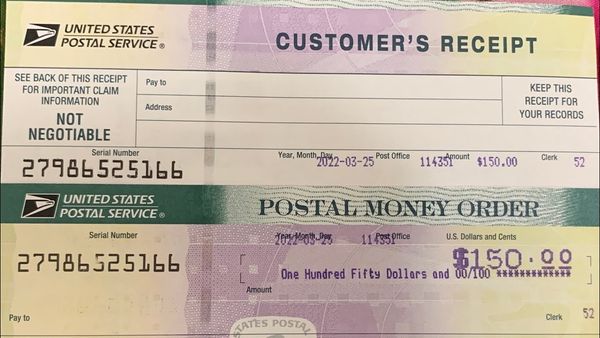 UNITED STATES
POSTAL SERVICE®
CUSTOMER'S RECEIPT
SEE BACK OF THIS RECEIPT
FOR IMPORTANT CLAIM
INFORMATION
NOT
NEGOTIABLE
Pay to
Address
KEEP THIS
RECEIPT FOR
YOUR RECORDS
Serial Number
Year, Month, Day
Post Office
Amount
Clerk
27986525166
2022-03-25
114351
$150.00
52
UNITED STATES
POSTAL SERVICE®
POSTAL MONEY ORDER
Serial Number
Year, Month, Day
Post Office
U.S. Dollars and Cents
2022-03-25
114351
27986525166
$150.00
One Hundred Fifty Dollars and 00/100 *************
Amount
Pay to
Clerk
52
STATES POSTAL